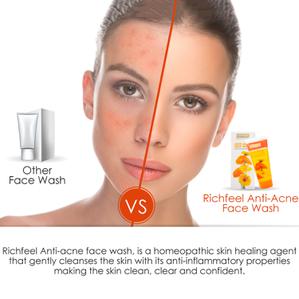 Other
Face Wash
VS
Richfeel Anti-Acne
Face Wash
Richfeel Anti-acne face wash, is a homeopathic skin healing agent
that gently cleanses the skin with its anti-inflammatory properties
making the skin clean, clear and confident.